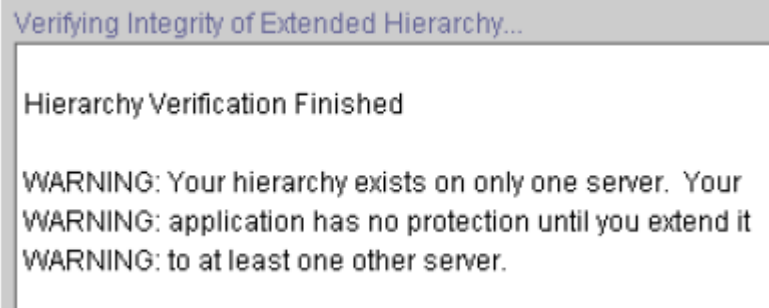 Verifying Integrity of Extended Hierarchy...
Hierarchy Verification Finished
WARNING: Your hierarchy exists on only one server.  Your
WARNING: application has no protection until you extend it
WARNING: to at least one other server.